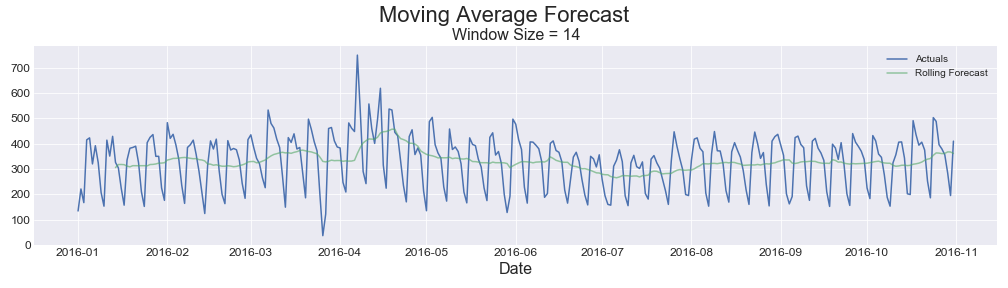 Moving Average Forecast
Window Size = 14
Actuals
Rolling Forecast
700
600
500
400
300
200
100
0
2016-01 2016-02 2016-03 2016-04 2016-05 2016-06 2016-07 2016-08 2016-09 2016-10 2016-11
Date